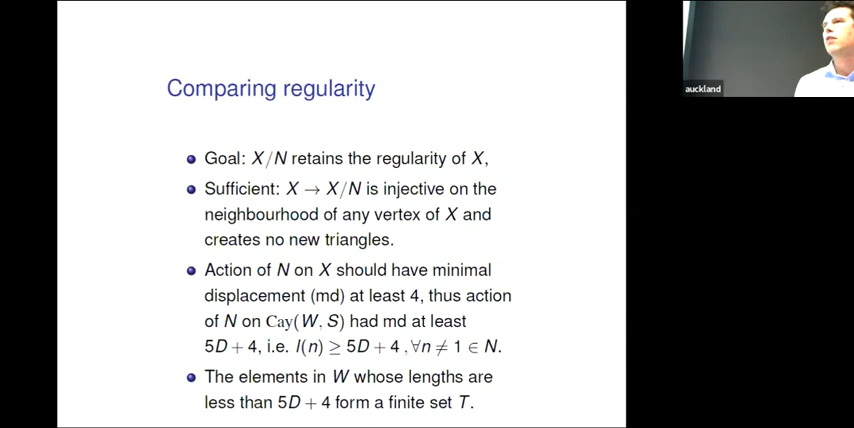 Comparing regularity
auckland
Goal: X/N retains the regularity of X,
Sufficient: X → X/N is injective on the
neighbourhood of any vertex of X and
creates no new triangles.
Action of N on X should have minimal
displacement (md) at least 4, thus action
of N on Cay(W, S) had md at least
5D + 4, i.e. l(n) ≥ 5D + 4 ,∀n ≠ 1 ∈ N.
The elements in W whose lengths are
less than 5D + 4 form a finite set T.